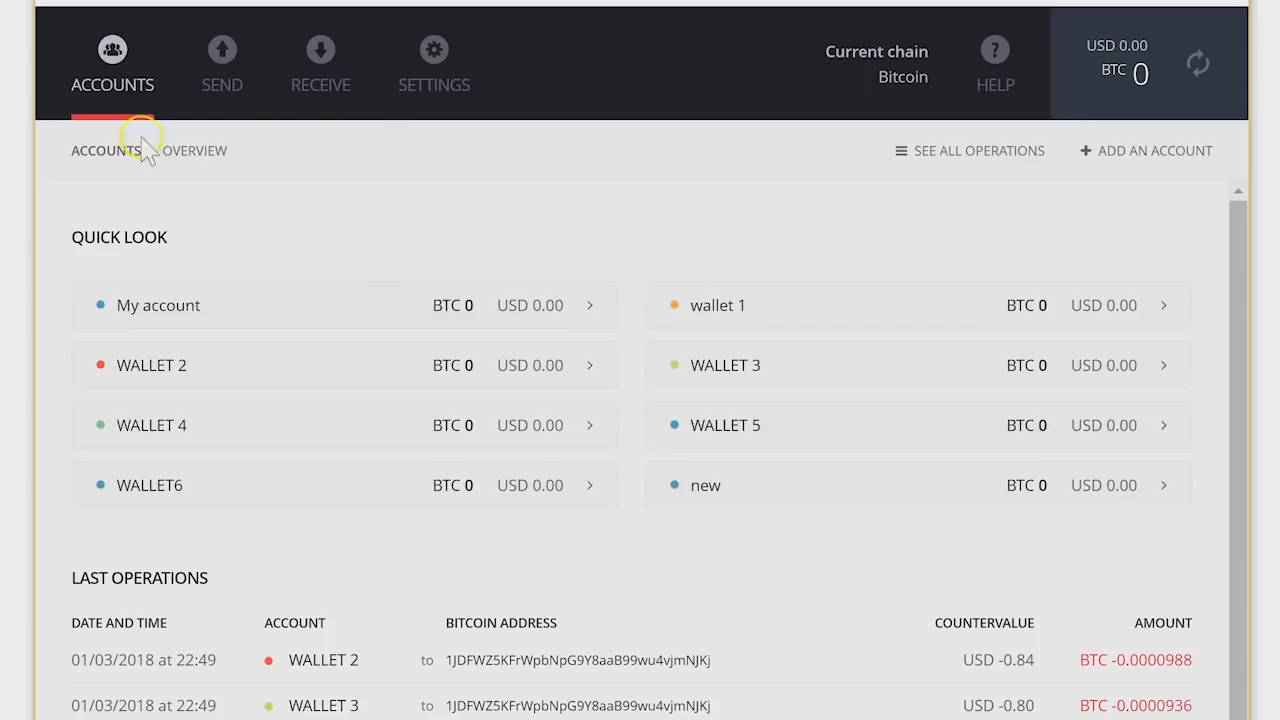 ACCOUNTS SEND RECEIVE SETTINGS Current chain Bitcoin ? HELP USD 0.00 BTC 0
ACCOUNTS OVERVIEW SEE ALL OPERATIONS + ADD AN ACCOUNT
QUICK LOOK
My account BTC 0 USD 0.00 > wallet 1 BTC 0 USD 0.00 >
WALLET 2 BTC 0 USD 0.00 > WALLET 3 BTC 0 USD 0.00 >
WALLET 4 BTC 0 USD 0.00 > WALLET 5 BTC 0 USD 0.00 >
WALLET6 BTC 0 USD 0.00 > new BTC 0 USD 0.00 >
LAST OPERATIONS
DATE AND TIME ACCOUNT BITCOIN ADDRESS COUNTERVALUE AMOUNT
01/03/2018 at 22:49 WALLET 2 to 1JDFWZ5KFrWpbNpG9Y8aaB99wu4vjmNJKj USD -0.84 BTC -0.0000988
01/03/2018 at 22:49 WALLET 3 to 1JDFWZ5KFrWpbNpG9Y8aaB99wu4vjmNJKj USD -0.80 BTC -0.0000936